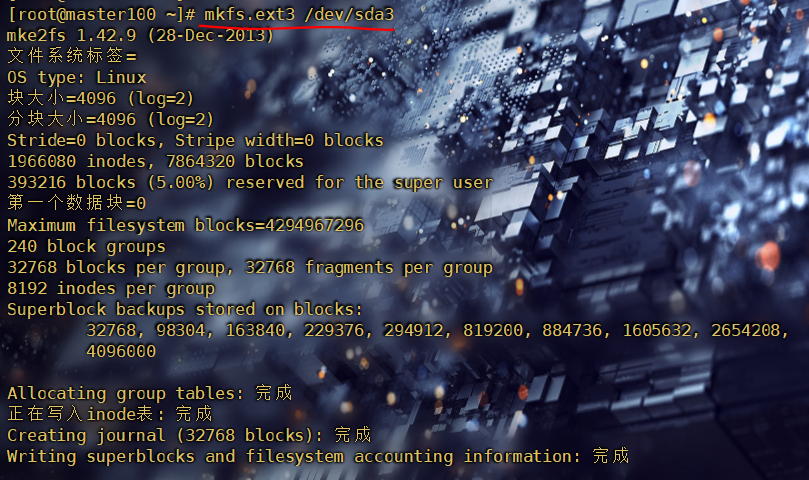 [root@master100 ~]# mkfs.ext3 /dev/sda3
mke2fs 1.42.9 (28-Dec-2013)
文件系统标签=
OS type: Linux
块大小=4096 (log=2)
分块大小=4096 (log=2)
Stride=0 blocks, Stripe width=0 blocks
1966080 inodes, 7864320 blocks
393216 blocks (5.00%) reserved for the super user
第一个数据块=0
Maximum filesystem blocks=4294967296
240 block groups
32768 blocks per group, 32768 fragments per group
8192 inodes per group
Superblock backups stored on blocks:
32768, 98304, 163840, 229376, 294912, 819200, 884736, 1605632, 2654208,
4096000
Allocating group tables: 完成
正在写入inode表: 完成
Creating journal (32768 blocks): 完成
Writing superblocks and filesystem accounting information: 完成